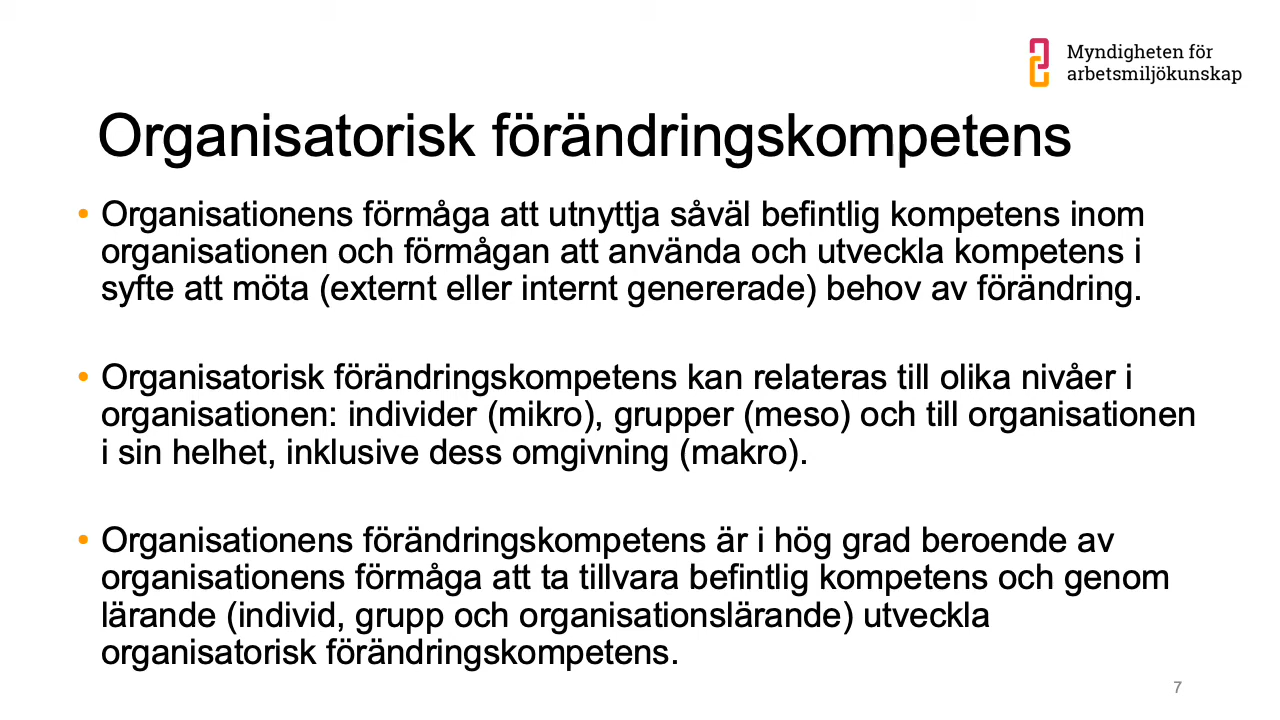 Myndigheten för
arbetsmiljökunskap
Organisatorisk förändringskompetens
• Organisationens förmåga att utnyttja såväl befintlig kompetens inom
organisationen och förmågan att använda och utveckla kompetens i
syfte att möta (externt eller internt genererade) behov av förändring.
• Organisatorisk förändringskompetens kan relateras till olika nivåer i
organisationen: individer (mikro), grupper (meso) och till organisationen
i sin helhet, inklusive dess omgivning (makro).
• Organisationens förändringskompetens är i hög grad beroende av
organisationens förmåga att ta tillvara befintlig kompetens och genom
lärande (individ, grupp och organisationslärande) utveckla
organisatorisk förändringskompetens.
7